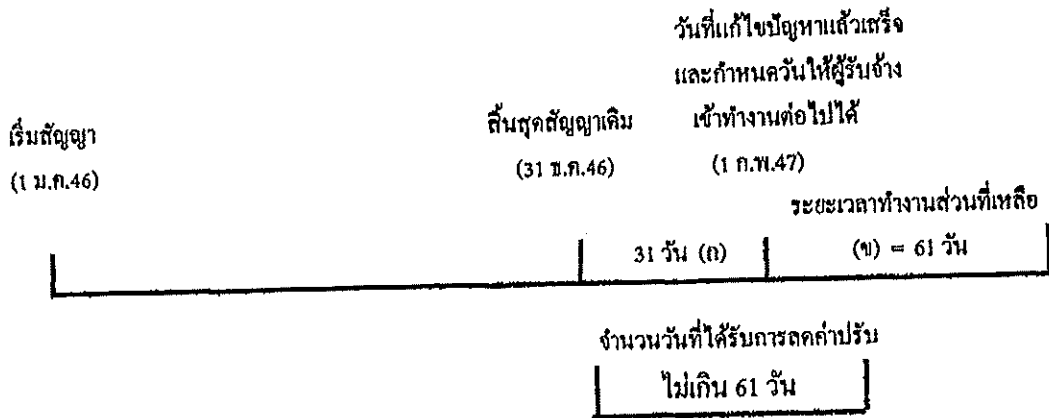 วันที่แก้ไขปัญหาแล้วเสร็จ
และกำหนดวันให้ผู้รับจ้าง
เริ่มสัญญา
สิ้นสุดสัญญาเดิม
เข้าทำงานต่อไปได้
(1 ม.ค.46)
(31 ธ.ค.46)
(1 ก.พ.47)
ระยะเวลาทำงานส่วนที่เหลือ
31 วัน (ก)
(ข) = 61 วัน
จำนวนวันที่ได้รับการลดค่าปรับ
ไม่เกิน 61 วัน